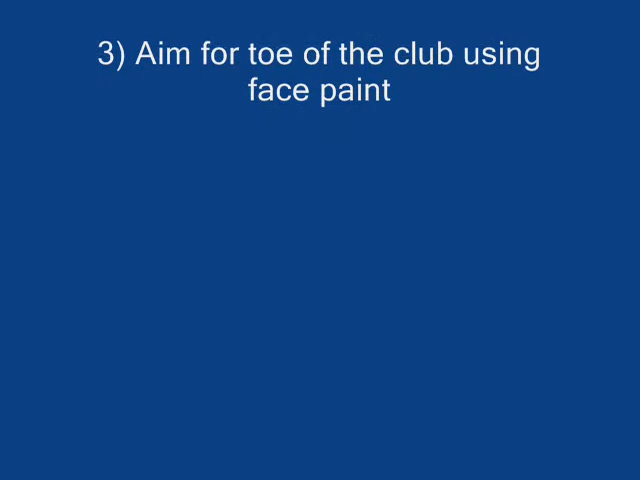 3) Aim for toe of the club using
face paint